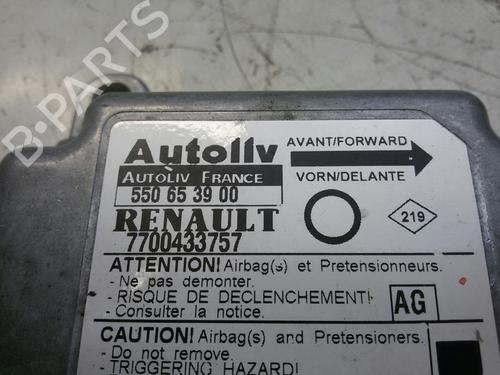 B-PARTS
Autoliv
AUTOLIV FRANCE
550 65 39 00
RENAULT
7700433757
AVANT/FORWARD
VORN/DELANTE
219
ATTENTION! Airbag(s) et Pretensionneurs.
- Ne pas demonter.
- RISQUE DE DECLENCHEMENT!
- Consulter la notice.
AG
CAUTION! Airbag(s) and Pretensioners.
- Do not remove.
- TRIGGERING HAZARD!